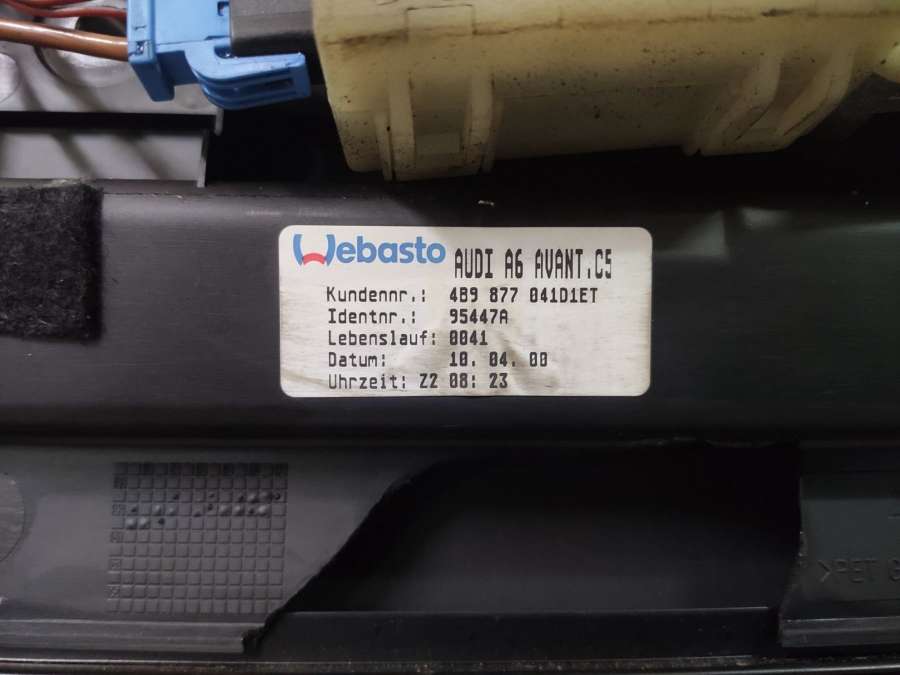 Webasto AUDI A6 AVANT.C5
Kundennr.: 4B9 877 041D1ET
Identnr.: 95447A
Lebenslauf: 0041
Datum: 10. 04. 00
Uhrzeit: Z2 08: 23
>PET G